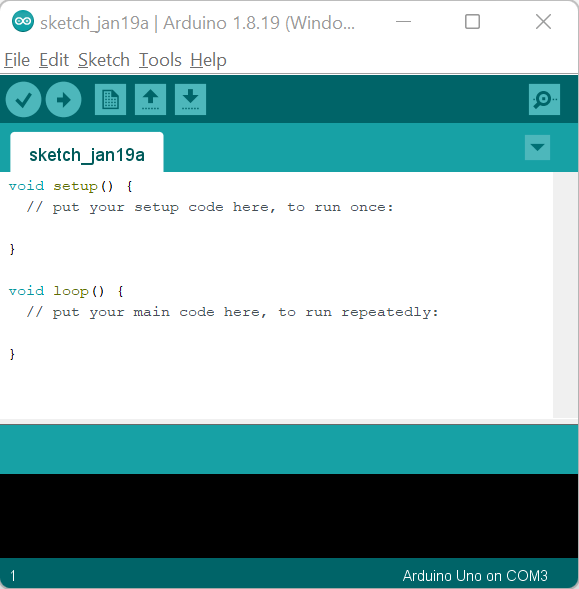 sketch_jan19a | Arduino 1.8.19 (Windo...
File Edit Sketch Tools Help
sketch_jan19a
void setup() {
  // put your setup code here, to run once:
}
void loop() {
  // put your main code here, to run repeatedly:
}
1
Arduino Uno on COM3